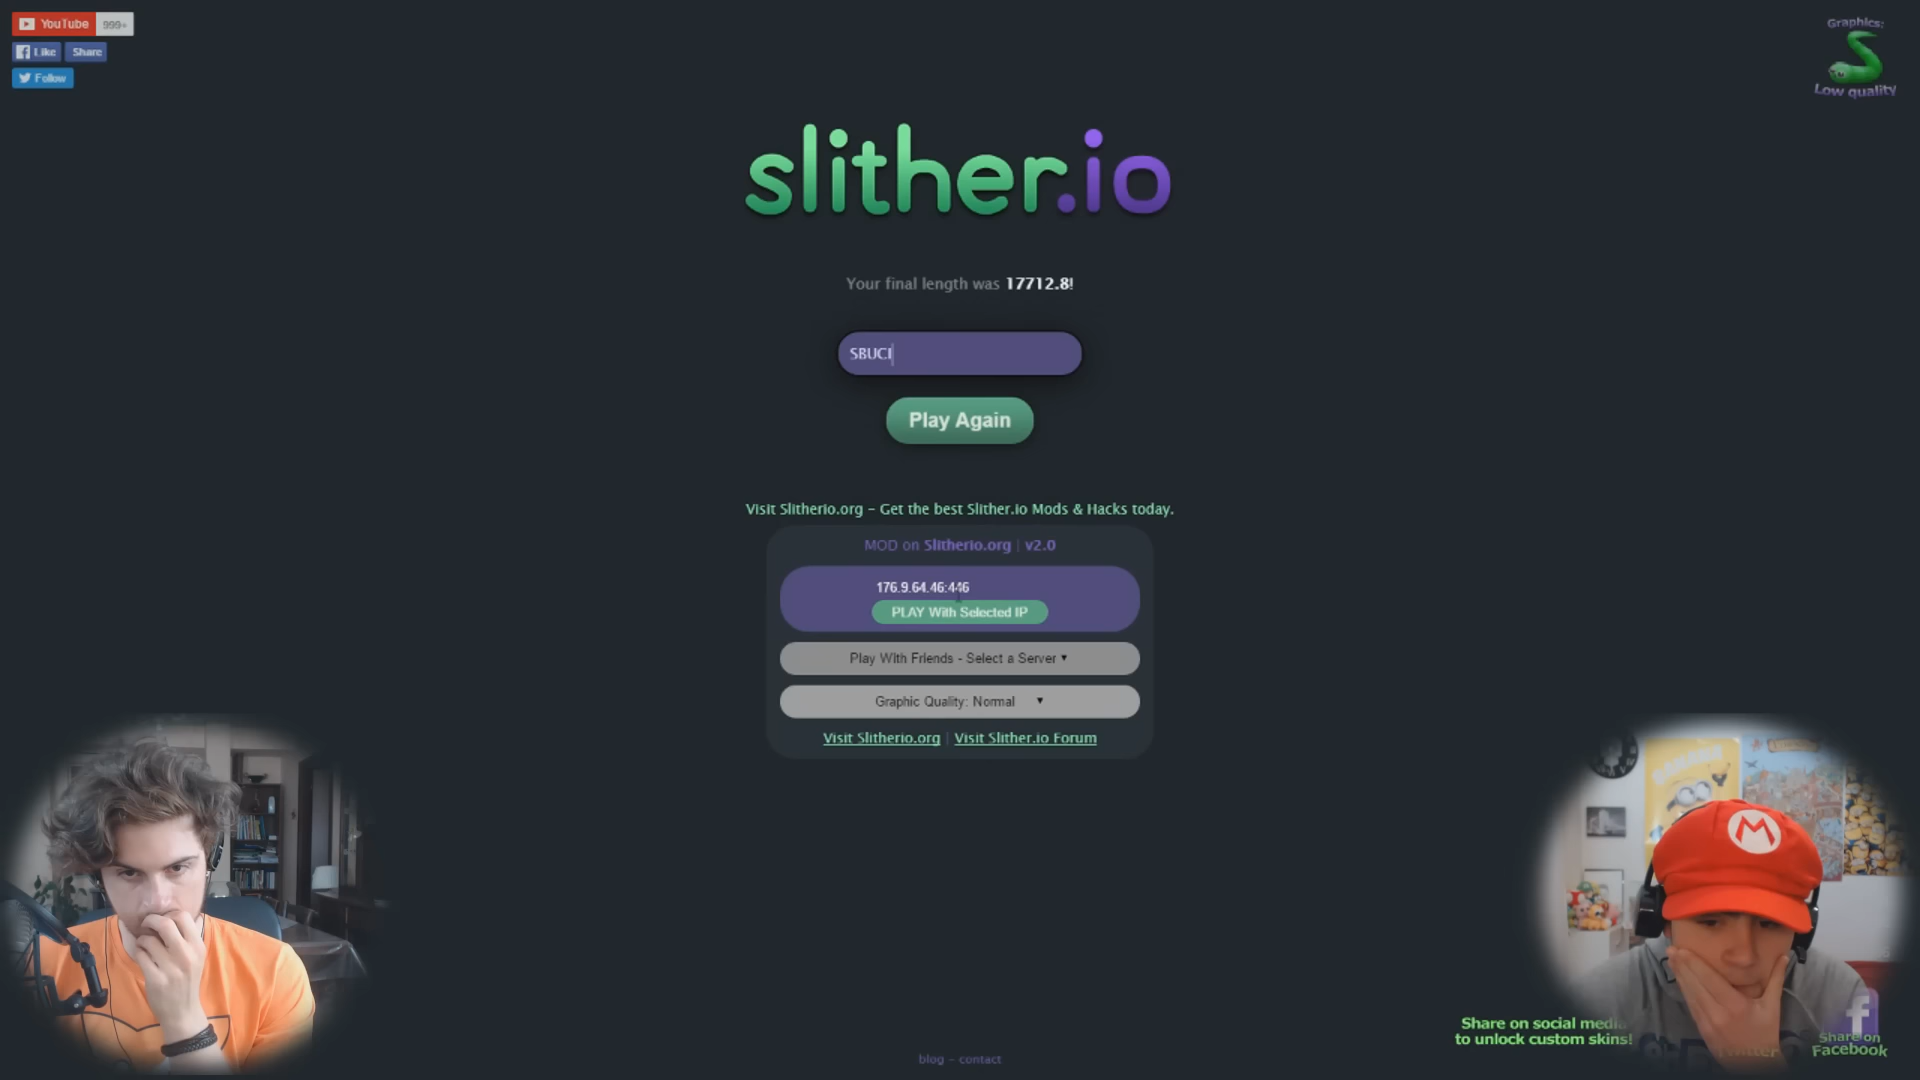 YouTube 999+
Like Share
Follow
Graphics:
Low quality
slither.io
Your final length was 17712.8!
SBUCI
Play Again
Visit Slitherio.org – Get the best Slither.io Mods & Hacks today.
MOD on Slitherio.org | v2.0
176.9.64.46:446
PLAY With Selected IP
Play With Friends - Select a Server
Graphic Quality: Normal
Visit Slitherio.org | Visit Slither.io Forum
M
Share on social media
to unlock custom skins!
Twitter
Share on
Facebook
blog – contact